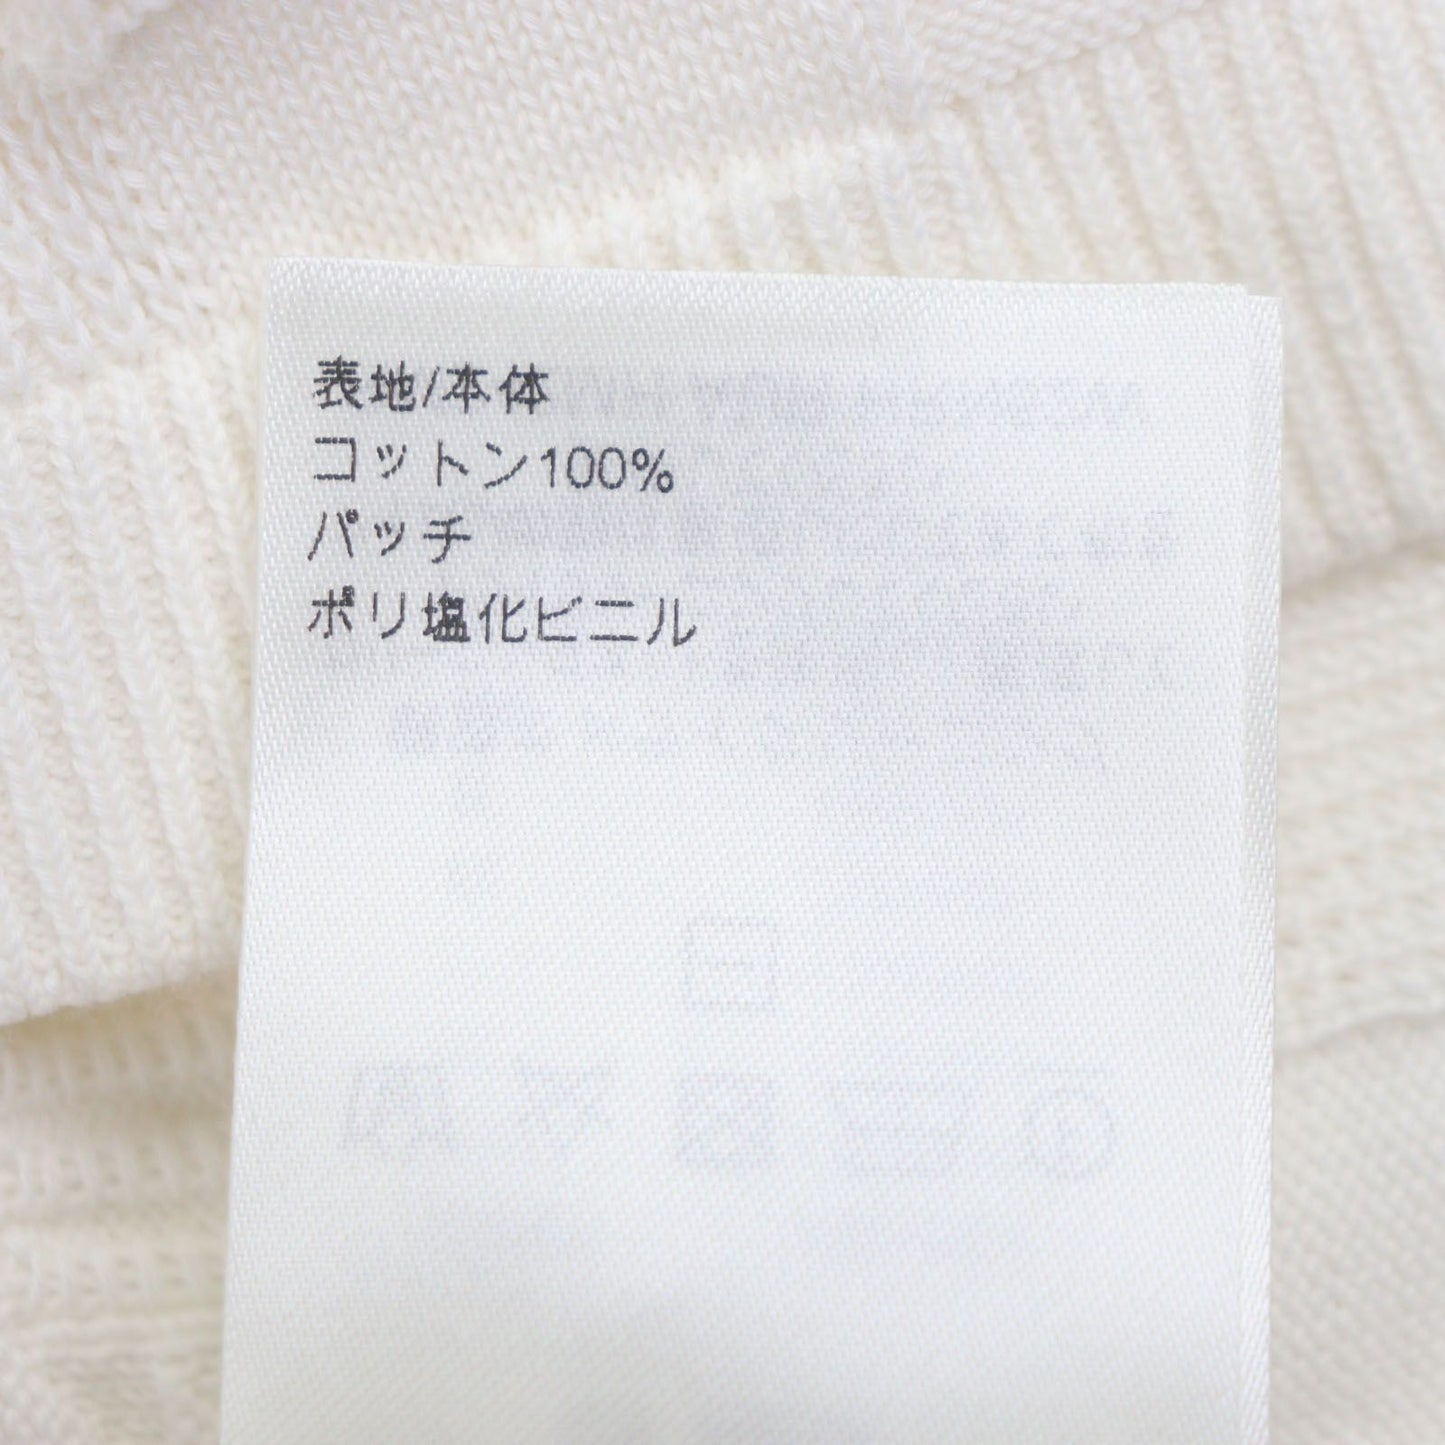 表地/本体
コットン100%
パッチ
ポリ塩化ビニル